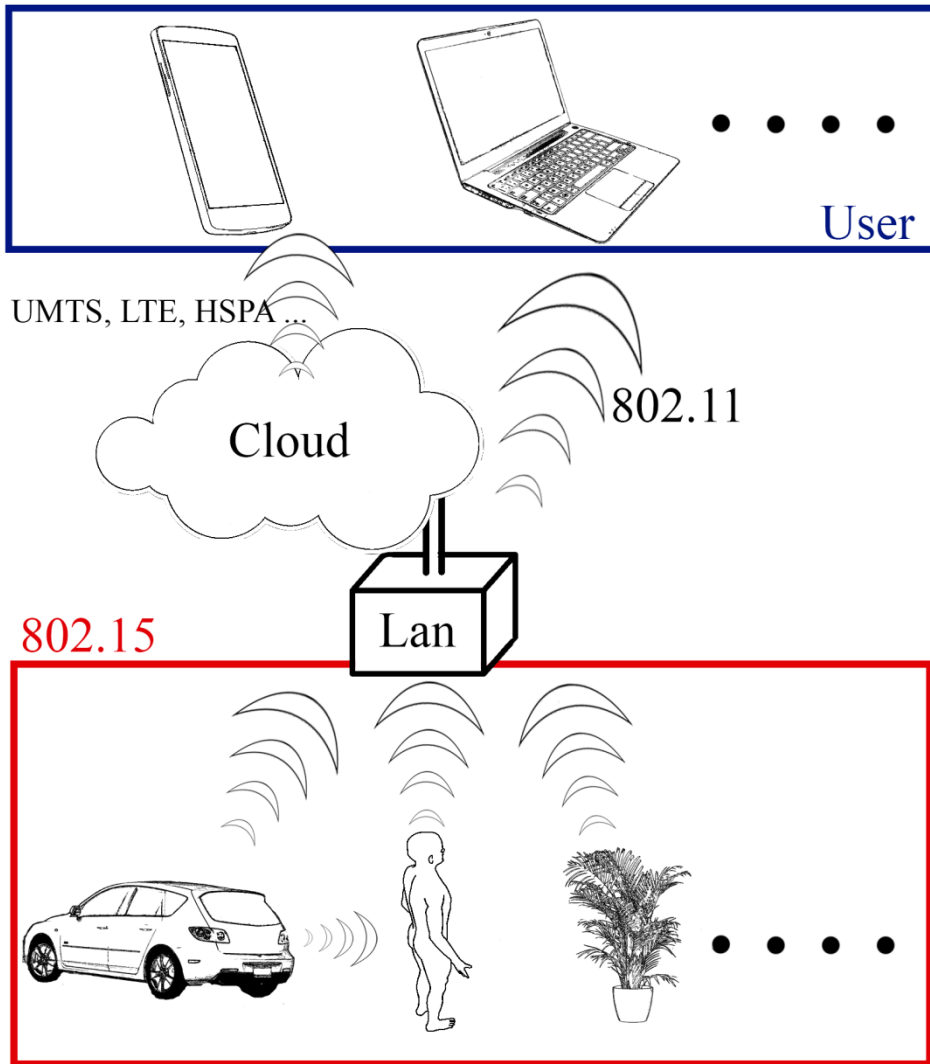 User
UMTS, LTE, HSPA ...
802.11
Cloud
Lan
802.15